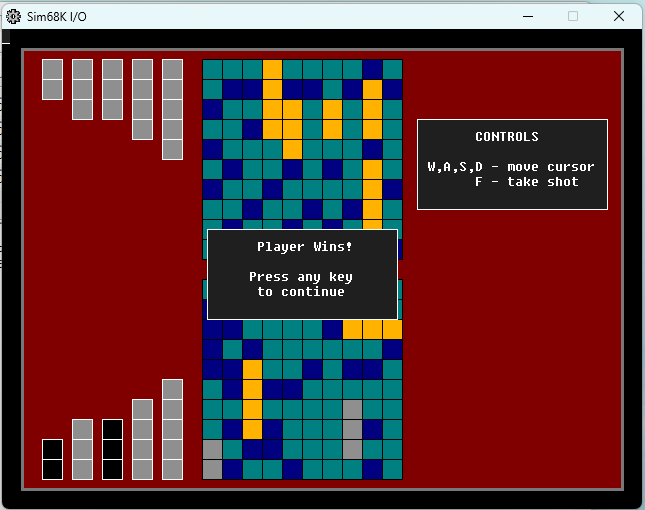 Sim68K I/O
CONTROLS
W,A,S,D - move cursor
F - take shot
Player Wins!
Press any key
to continue